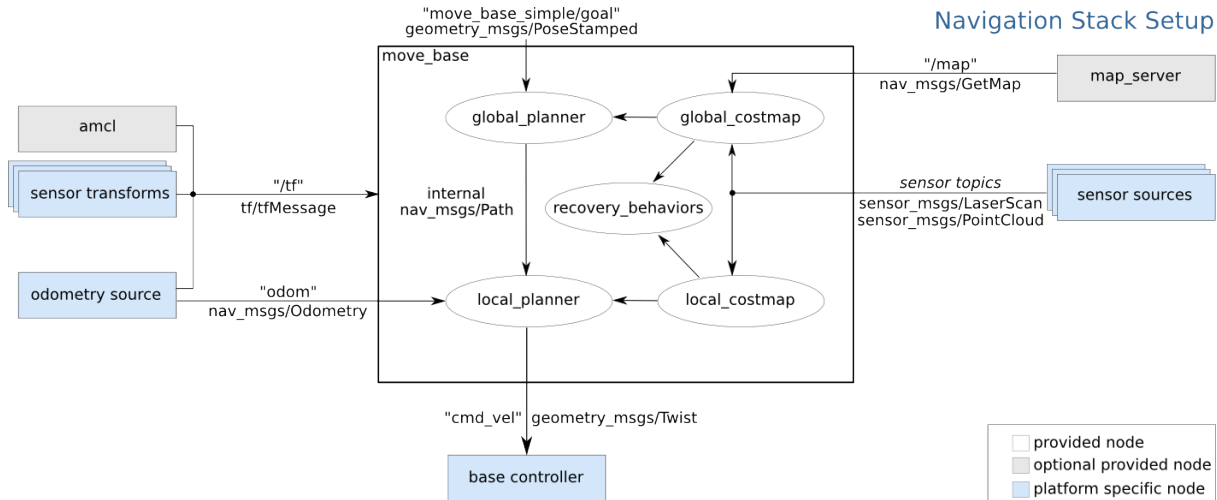 Navigation Stack Setup
"move_base_simple/goal"
geometry_msgs/PoseStamped
move_base
"/map"
nav_msgs/GetMap
map_server
amcl
global_planner
global_costmap
sensor transforms
"/tf"
tf/tfMessage
internal
nav_msgs/Path
recovery_behaviors
sensor topics
sensor_msgs/LaserScan
sensor_msgs/PointCloud
sensor sources
odometry source
"odom"
nav_msgs/Odometry
local_planner
local_costmap
"cmd_vel" geometry_msgs/Twist
base controller
provided node
optional provided node
platform specific node